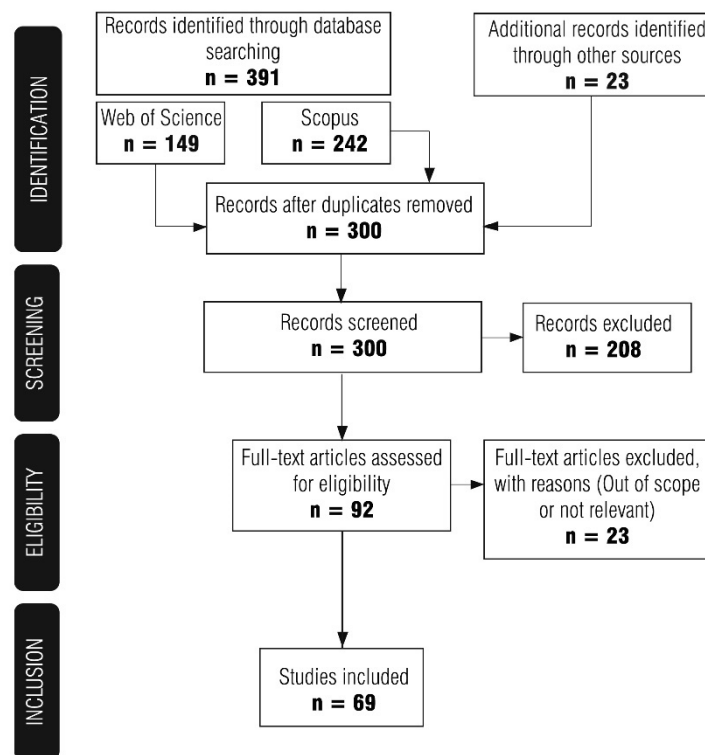 IDENTIFICATION
Records identified through database
searching
n = 391
Additional records identified
through other sources
n = 23
Web of Science
n = 149
Scopus
n = 242
Records after duplicates removed
n = 300
SCREENING
Records screened
n = 300
Records excluded
n = 208
ELIGIBILITY
Full-text articles assessed
for eligibility
n = 92
Full-text articles excluded,
with reasons (Out of scope
or not relevant)
n = 23
INCLUSION
Studies included
n = 69